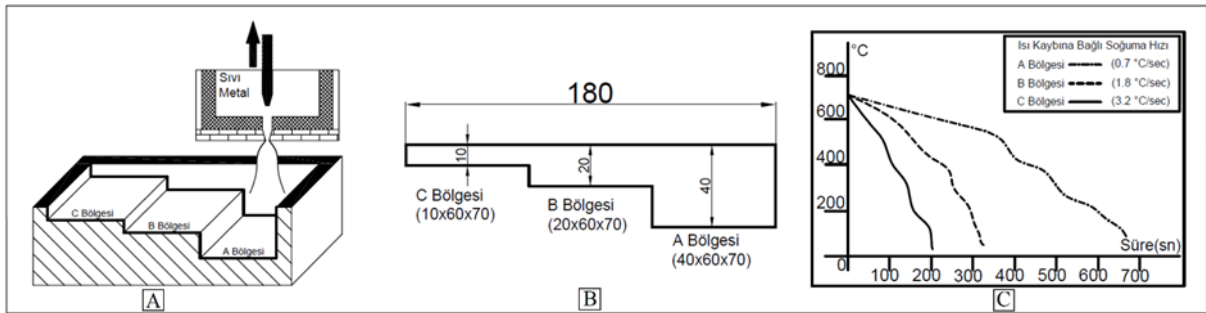 Sıvı
Metal
C Bölgesi
B Bölgesi
A Bölgesi
A
180
10
20
40
C Bölgesi
(10x60x70)
B Bölgesi
(20x60x70)
A Bölgesi
(40x60x70)
B
°C
Isı Kaybına Bağlı Soğuma Hızı
A Bölgesi (0.7 °C/sec)
B Bölgesi (1.8 °C/sec)
C Bölgesi (3.2 °C/sec)
800
600
400
200
0
Süre(sn)
100 200 300 400 500 600 700
C